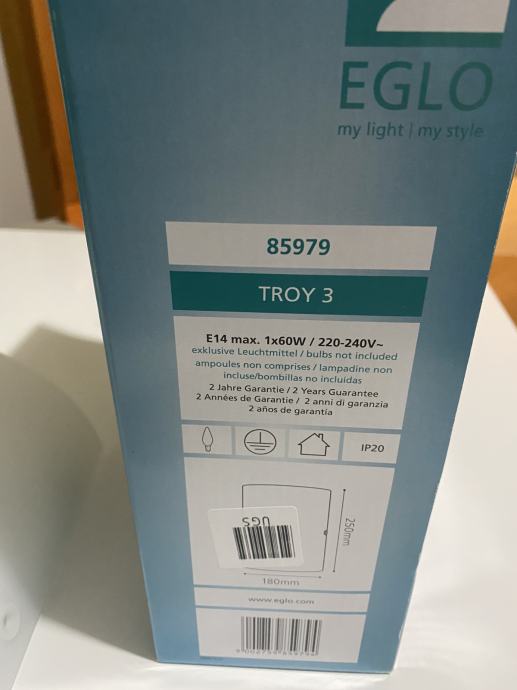 EGLO
my light | my style
85979
TROY 3
E14 max. 1x60W / 220-240V~
exklusive Leuchtmittel / bulbs not included
ampoules non comprises / lampadine non
incluse/bombillas no incluidas
2 Jahre Garantie / 2 Years Guarantee
2 Années de Garantie / 2 anni di garanzia
2 años de garantía
IP20
UGS
250mm
180mm
www.eglo.com